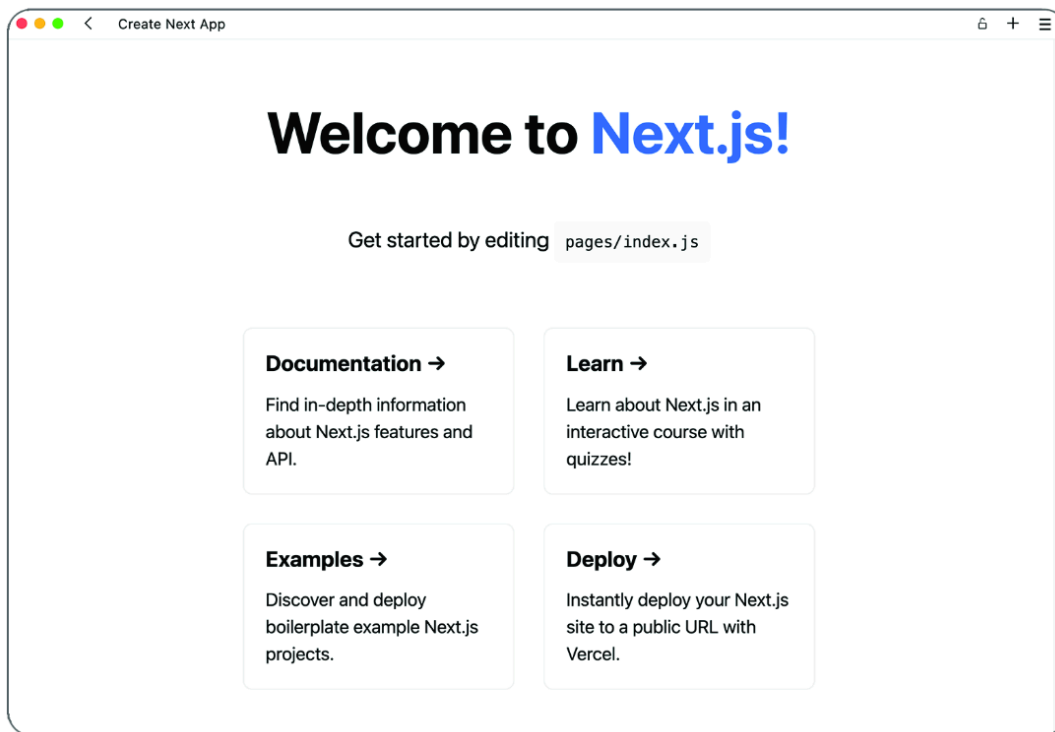 Create Next App
Welcome to Next.js!
Get started by editing pages/index.js
Documentation →
Find in-depth information
about Next.js features and
API.
Learn →
Learn about Next.js in an
interactive course with
quizzes!
Examples →
Discover and deploy
boilerplate example Next.js
projects.
Deploy →
Instantly deploy your Next.js
site to a public URL with
Vercel.